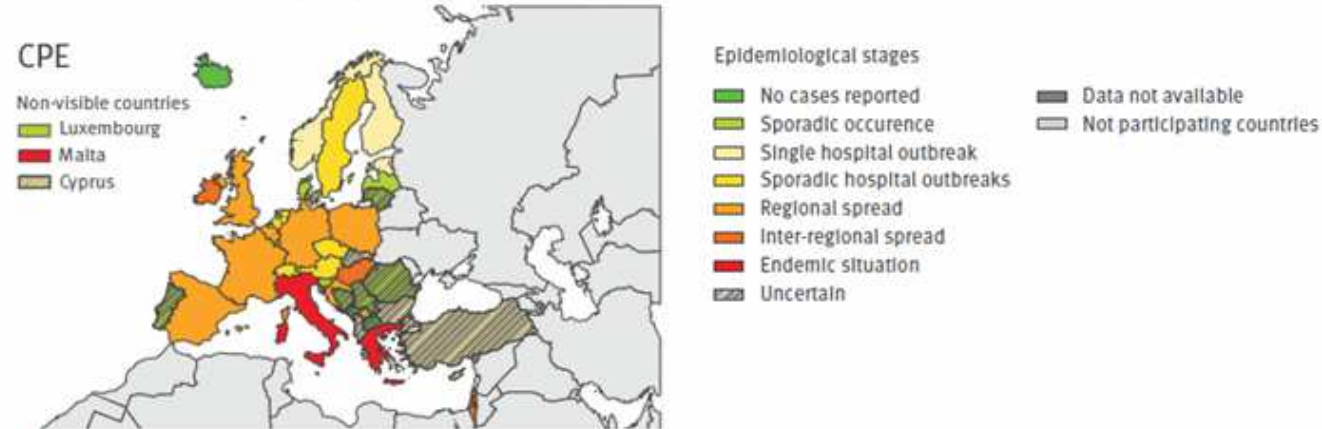 CPE
Non-visible countries
Luxembourg
Malta
Cyprus
Epidemiological stages
No cases reported
Sporadic occurence
Single hospital outbreak
Sporadic hospital outbreaks
Regional spread
Inter-regional spread
Endemic situation
Uncertain
Data not available
Not participating countries